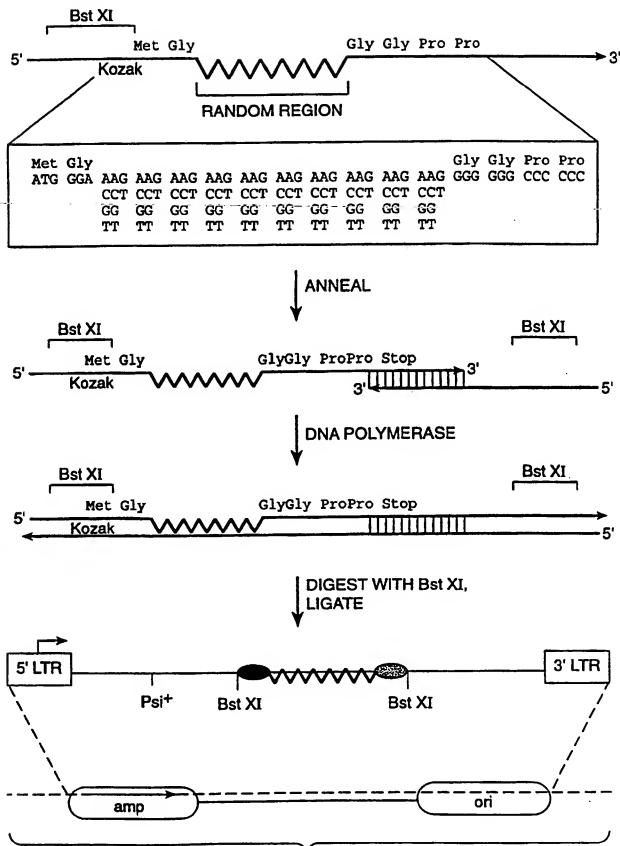 Bst XI
Met Gly Gly Gly Pro Pro
5' 3'
Kozak
RANDOM REGION
Met Gly Gly Gly Pro Pro
ATG GGA AAG AAG AAG AAG AAG AAG AAG AAG AAG GGG GGG CCC CCC
CCT CCT CCT CCT CCT CCT CCT CCT CCT
GG GG GG GG GG GG GG GG GG
TT TT TT TT TT TT TT TT TT
ANNEAL
Bst XI Bst XI
Met Gly GlyGly ProPro Stop
5' 3'
Kozak
3' 5'
DNA POLYMERASE
Bst XI Bst XI
Met Gly GlyGly ProPro Stop
5' 3'
Kozak 5'
DIGEST WITH Bst XI,
LIGATE
5' LTR 3' LTR
Psi+ Bst XI Bst XI
amp ori